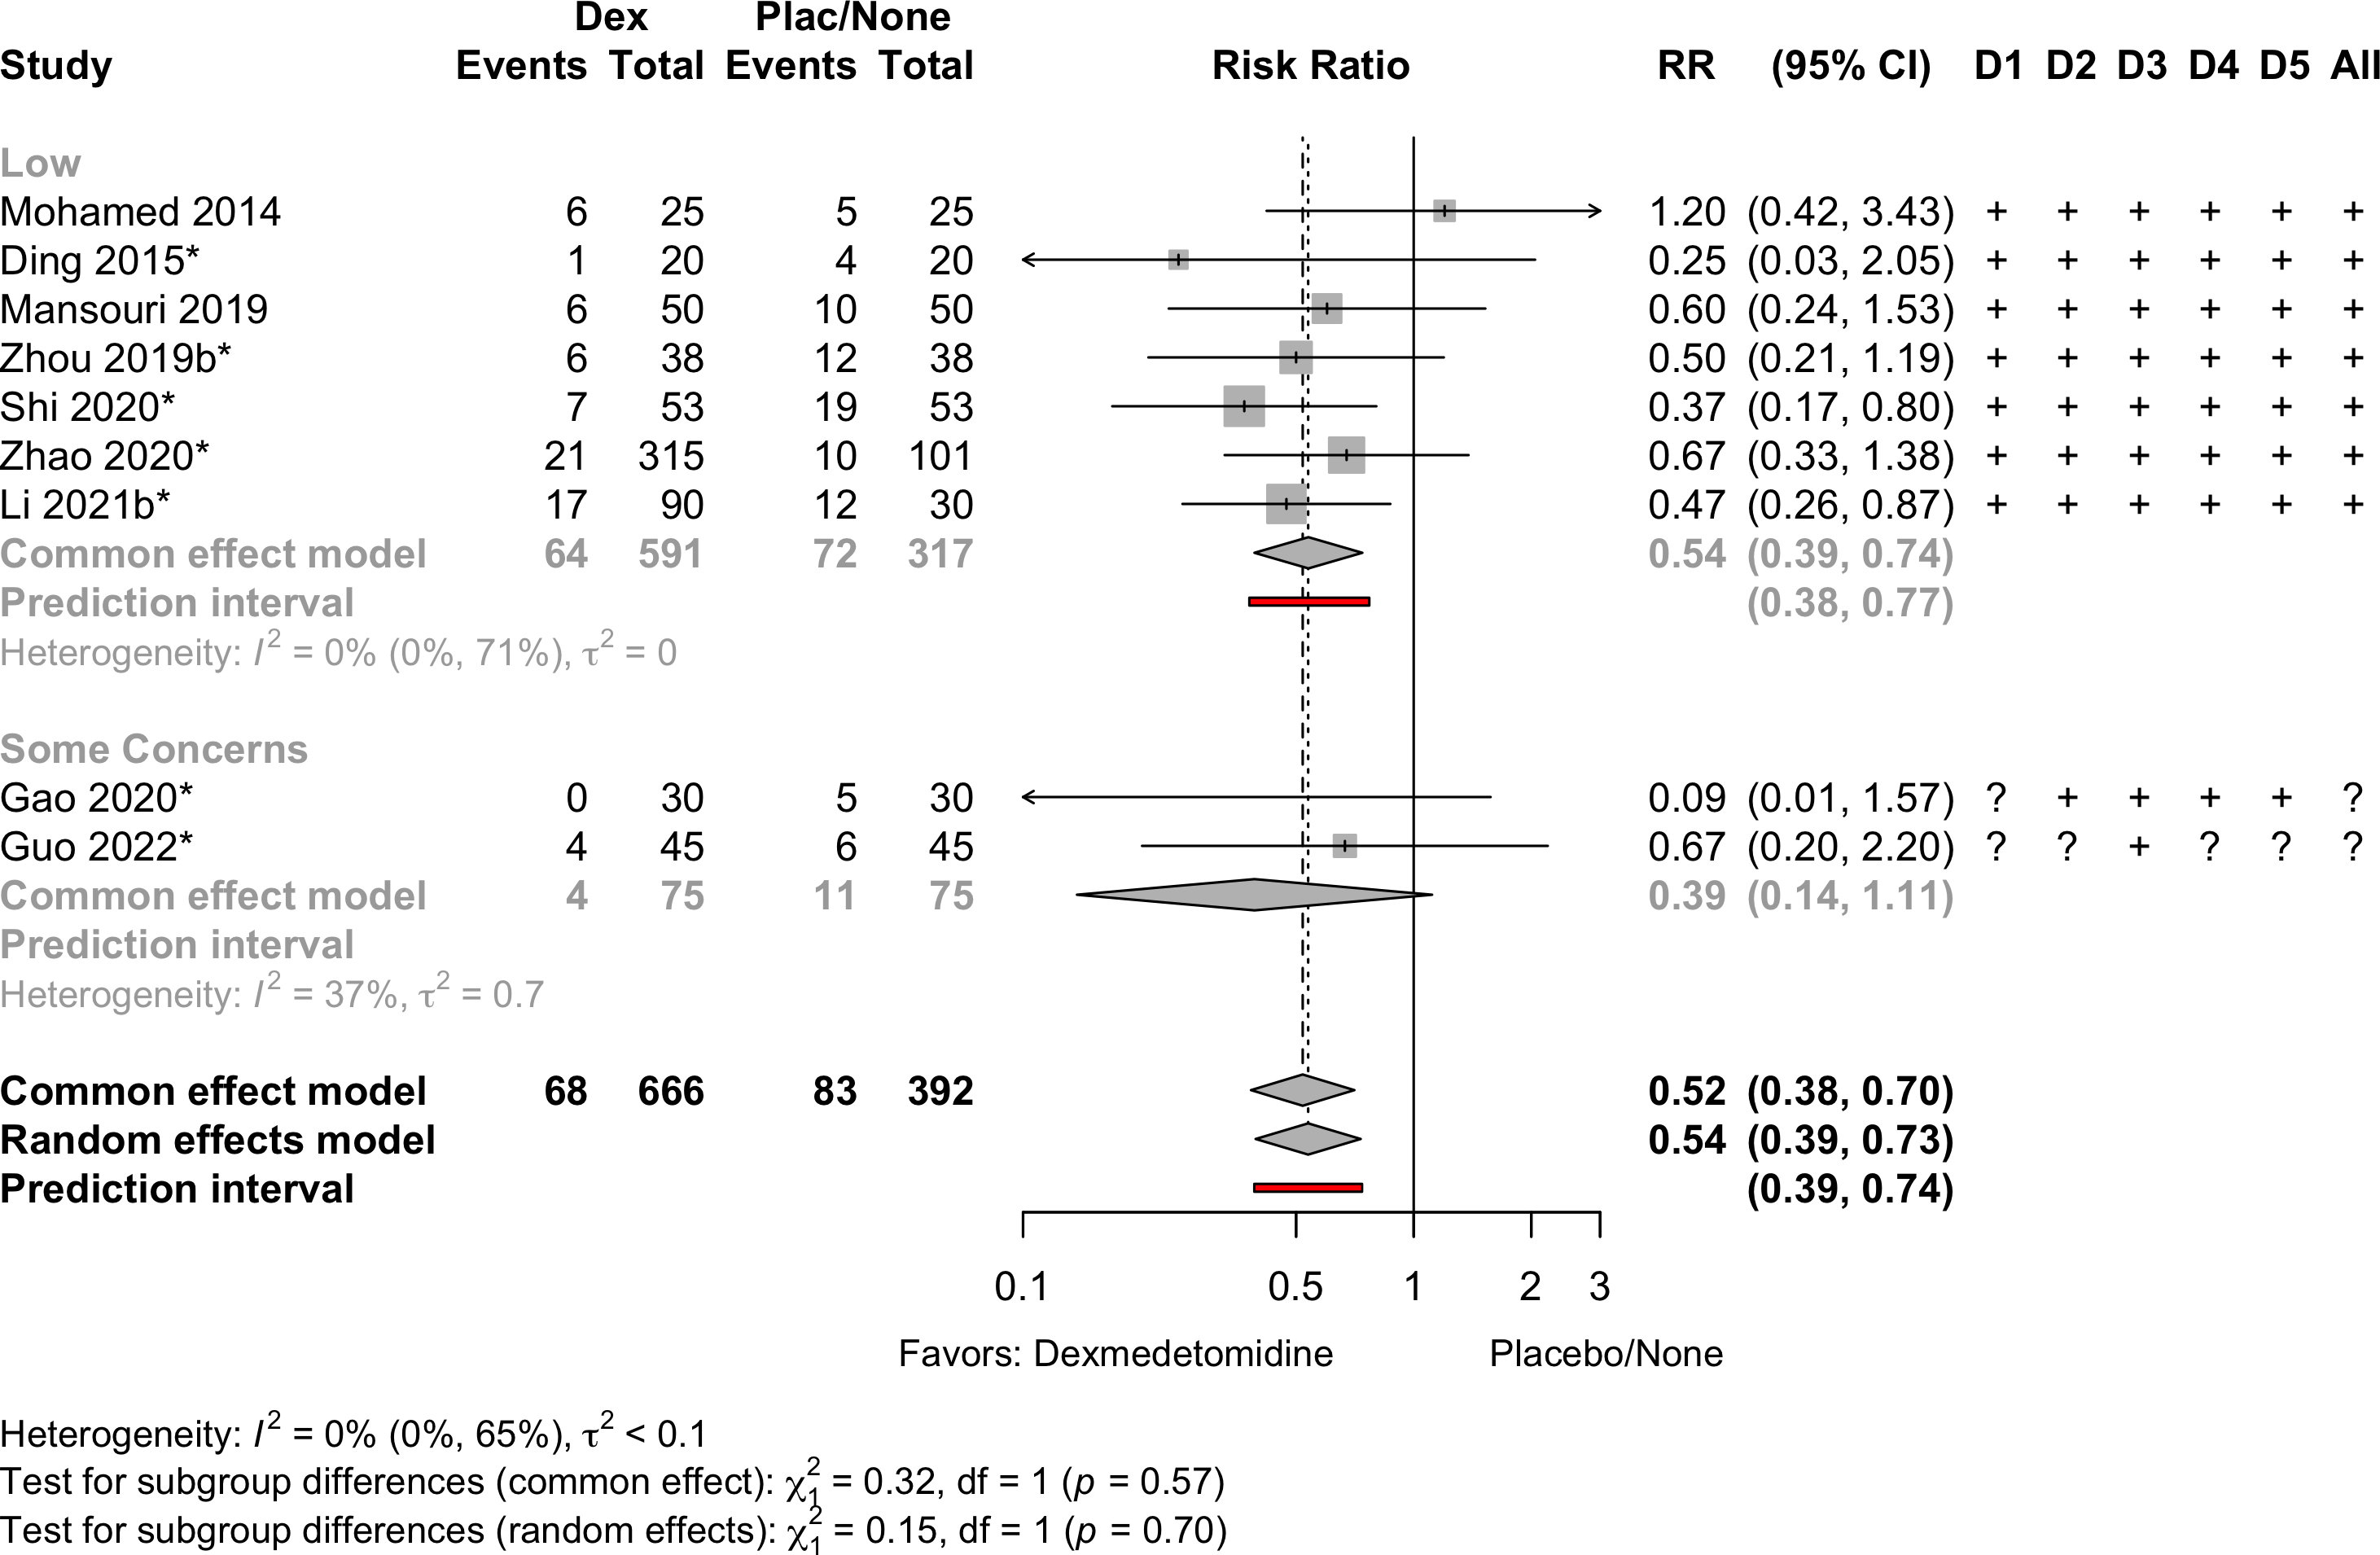 Dex Plac/None
Study Events Total Events Total Risk Ratio RR (95% CI) D1 D2 D3 D4 D5 All
Low
Mohamed 2014 6 25 5 25 1.20 (0.42, 3.43) + + + + + +
Ding 2015* 1 20 4 20 0.25 (0.03, 2.05) + + + + + +
Mansouri 2019 6 50 10 50 0.60 (0.24, 1.53) + + + + + +
Zhou 2019b* 6 38 12 38 0.50 (0.21, 1.19) + + + + + +
Shi 2020* 7 53 19 53 0.37 (0.17, 0.80) + + + + + +
Zhao 2020* 21 315 10 101 0.67 (0.33, 1.38) + + + + + +
Li 2021b* 17 90 12 30 0.47 (0.26, 0.87) + + + + + +
Common effect model 64 591 72 317 0.54 (0.39, 0.74)
Prediction interval (0.38, 0.77)
Heterogeneity: I² = 0% (0%, 71%), τ² = 0
Some Concerns
Gao 2020* 0 30 5 30 0.09 (0.01, 1.57) ? + + + + ?
Guo 2022* 4 45 6 45 0.67 (0.20, 2.20) ? ? + ? ? ?
Common effect model 4 75 11 75 0.39 (0.14, 1.11)
Prediction interval
Heterogeneity: I² = 37%, τ² = 0.7
Common effect model 68 666 83 392 0.52 (0.38, 0.70)
Random effects model 0.54 (0.39, 0.73)
Prediction interval (0.39, 0.74)
0.1 0.5 1 2 3
Favors: Dexmedetomidine Placebo/None
Heterogeneity: I² = 0% (0%, 65%), τ² < 0.1
Test for subgroup differences (common effect): χ₁² = 0.32, df = 1 (p = 0.57)
Test for subgroup differences (random effects): χ₁² = 0.15, df = 1 (p = 0.70)